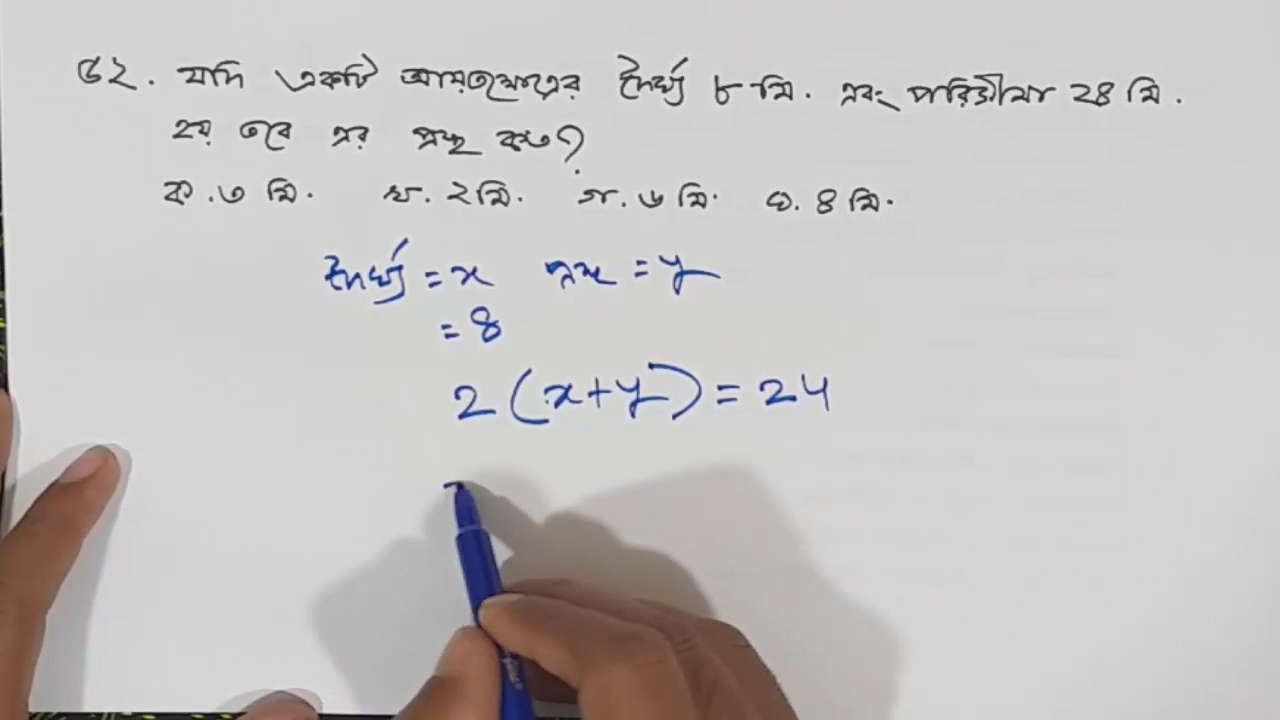 ৫২. যদি একটি আয়তক্ষেত্রের দৈর্ঘ্য ৮ মি. এবং পরিসীমা ২৪ মি.
হয় তবে এর প্রস্থ কত?
ক. ৩ মি. খ. ২ মি. গ. ৬ মি. ঘ. ৪ মি.
দৈর্ঘ্য = x প্রস্থ = y
= 8
2 (x+y) = 24